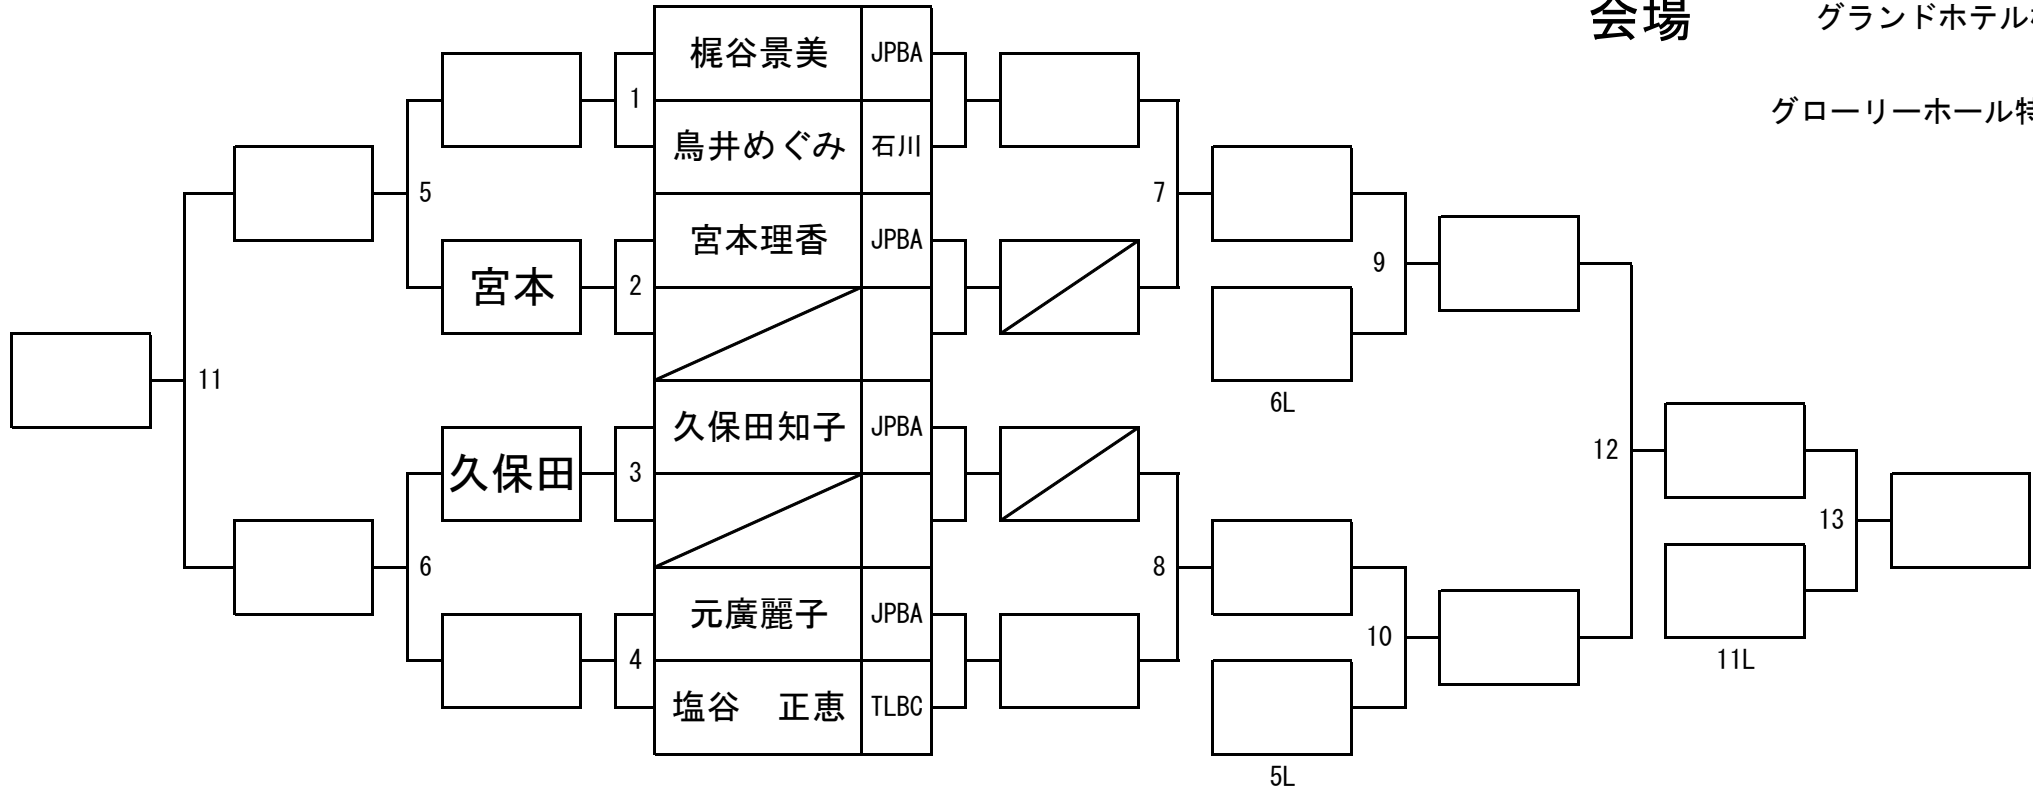 会場
グランドホテル
グローリーホール特
梶谷景美 JPBA
1
鳥井めぐみ 石川
5
7
宮本理香 JPBA
宮本
2
9
11
6L
久保田知子 JPBA
久保田
3
12
13
6
8
元廣麗子 JPBA
4
10
11L
塩谷 正恵 TLBC
5L